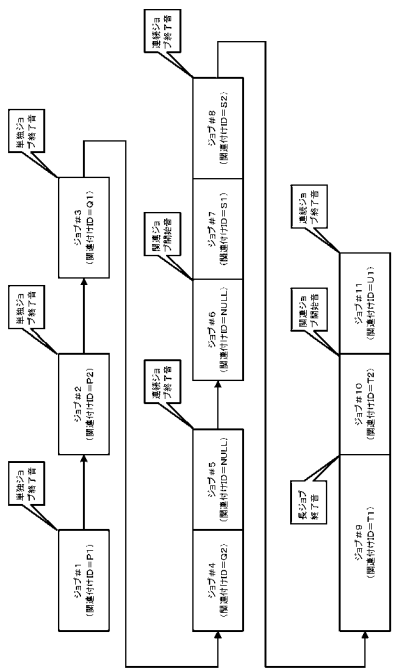 単独ジョ
ブ終了音
ジョブ#1
(関連付けID=P1)
単独ジョ
ブ終了音
ジョブ#2
(関連付けID=P2)
単独ジョ
ブ終了音
ジョブ#3
(関連付けID=Q1)
ジョブ#4
(関連付けID=Q2)
連続ジョ
ブ終了音
ジョブ#5
(関連付けID=NULL)
ジョブ#6
(関連付けID=NULL)
関連ジョ
ブ開始音
ジョブ#7
(関連付けID=S1)
連続ジョ
ブ終了音
ジョブ#8
(関連付けID=S2)
長ジョブ
終了音
ジョブ#9
(関連付けID=T1)
関連ジョ
ブ開始音
ジョブ#10
(関連付けID=T2)
連続ジョ
ブ終了音
ジョブ#11
(関連付けID=U1)